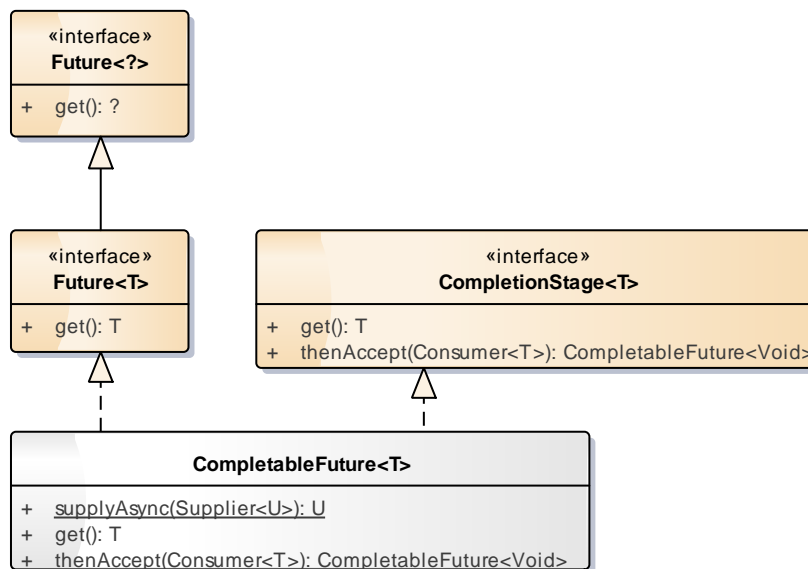 «interface»
Future<?>
+ get(): ?
«interface»
Future<T>
+ get(): T
«interface»
CompletionStage<T>
+ get(): T
+ thenAccept(Consumer<T>): CompletableFuture<Void>
CompletableFuture<T>
+ supplyAsync(Supplier<U>): U
+ get(): T
+ thenAccept(Consumer<T>): CompletableFuture<Void>